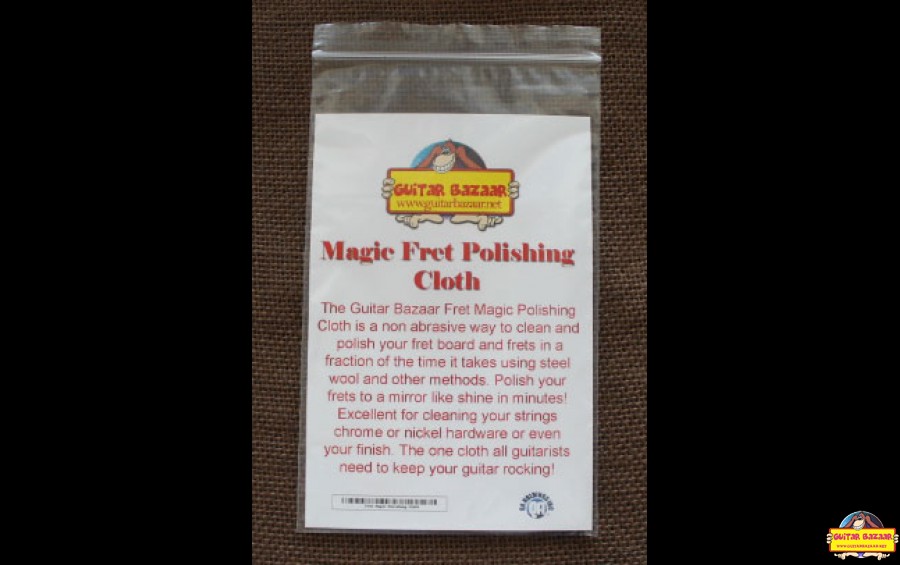 GUITAR BAZAAR
www.guitarbazaar.net
Magic Fret Polishing
Cloth
The Guitar Bazaar Fret Magic Polishing
Cloth is a non abrasive way to clean and
polish your fret board and frets in a
fraction of the time it takes using steel
wool and other methods. Polish your
frets to a mirror like shine in minutes!
Excellent for cleaning your strings
chrome or nickel hardware or even
your finish. The one cloth all guitarists
need to keep your guitar rocking!
GUITAR BAZAAR
www.guitarbazaar.net